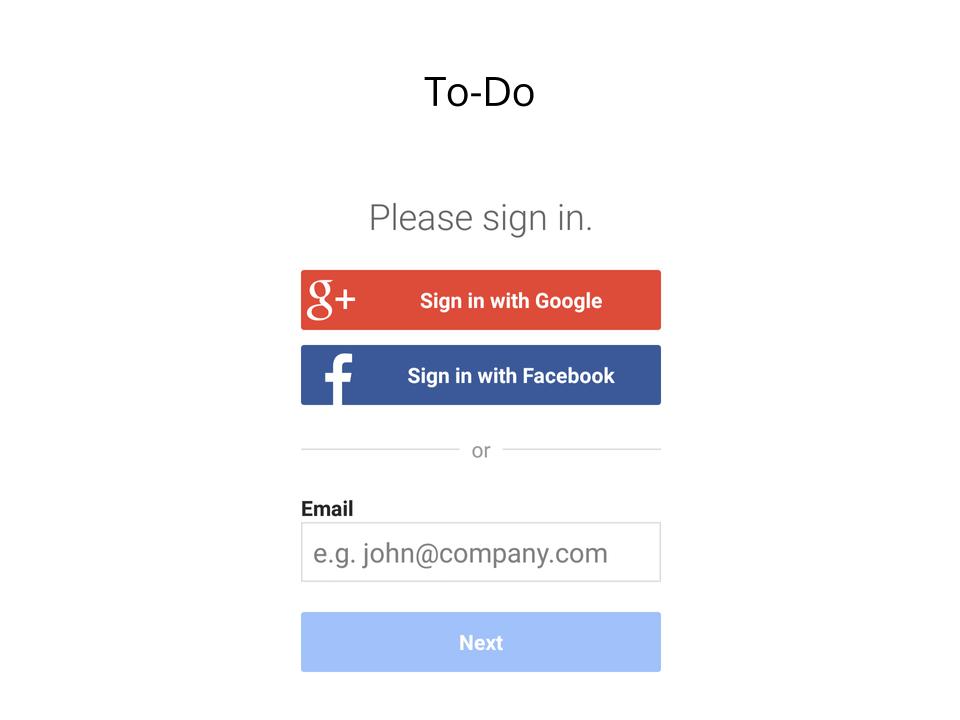 To-Do
Please sign in.
g+ Sign in with Google
f Sign in with Facebook
or
Email
e.g. john@company.com
Next